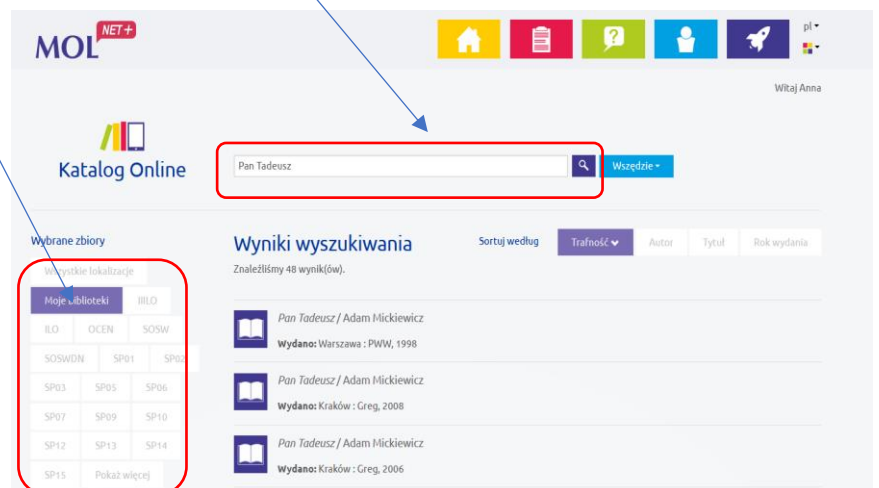 MOL NET+
pl
Witaj Anna
Katalog Online
Pan Tadeusz
Wszędzie
Wybrane zbiory
Wszystkie lokalizacje
Moje biblioteki IIILO
ILO OCEN SOSW
SOSWDN SP01 SP02
SP03 SP05 SP06
SP07 SP09 SP10
SP12 SP13 SP14
SP15 Pokaż więcej
Wyniki wyszukiwania
Sortuj według Trafność Autor Tytuł Rok wydania
Znaleźliśmy 48 wynik(ów).
Pan Tadeusz / Adam Mickiewicz
Wydano: Warszawa : PWW, 1998
Pan Tadeusz / Adam Mickiewicz
Wydano: Kraków : Greg, 2008
Pan Tadeusz / Adam Mickiewicz
Wydano: Kraków : Greg, 2006